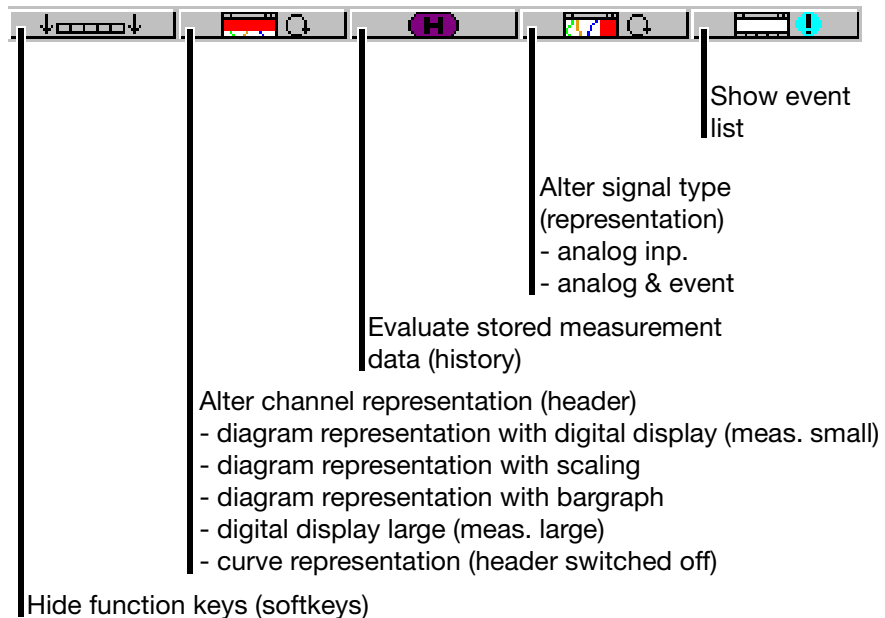 H
!
Show event
list
Alter signal type
(representation)
- analog inp.
- analog & event
Evaluate stored measurement
data (history)
Alter channel representation (header)
- diagram representation with digital display (meas. small)
- diagram representation with scaling
- diagram representation with bargraph
- digital display large (meas. large)
- curve representation (header switched off)
Hide function keys (softkeys)